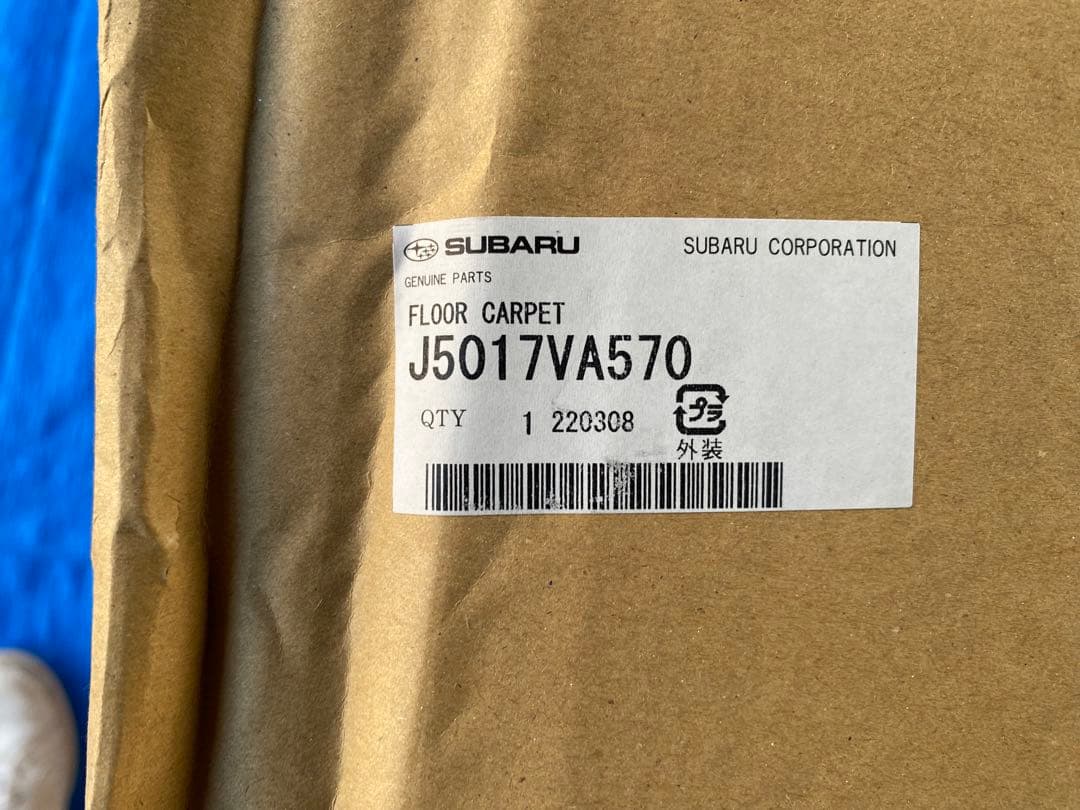 SUBARU SUBARU CORPORATION
GENUINE PARTS
FLOOR CARPET
J5017VA570
QTY 1 220308
プラ
外装